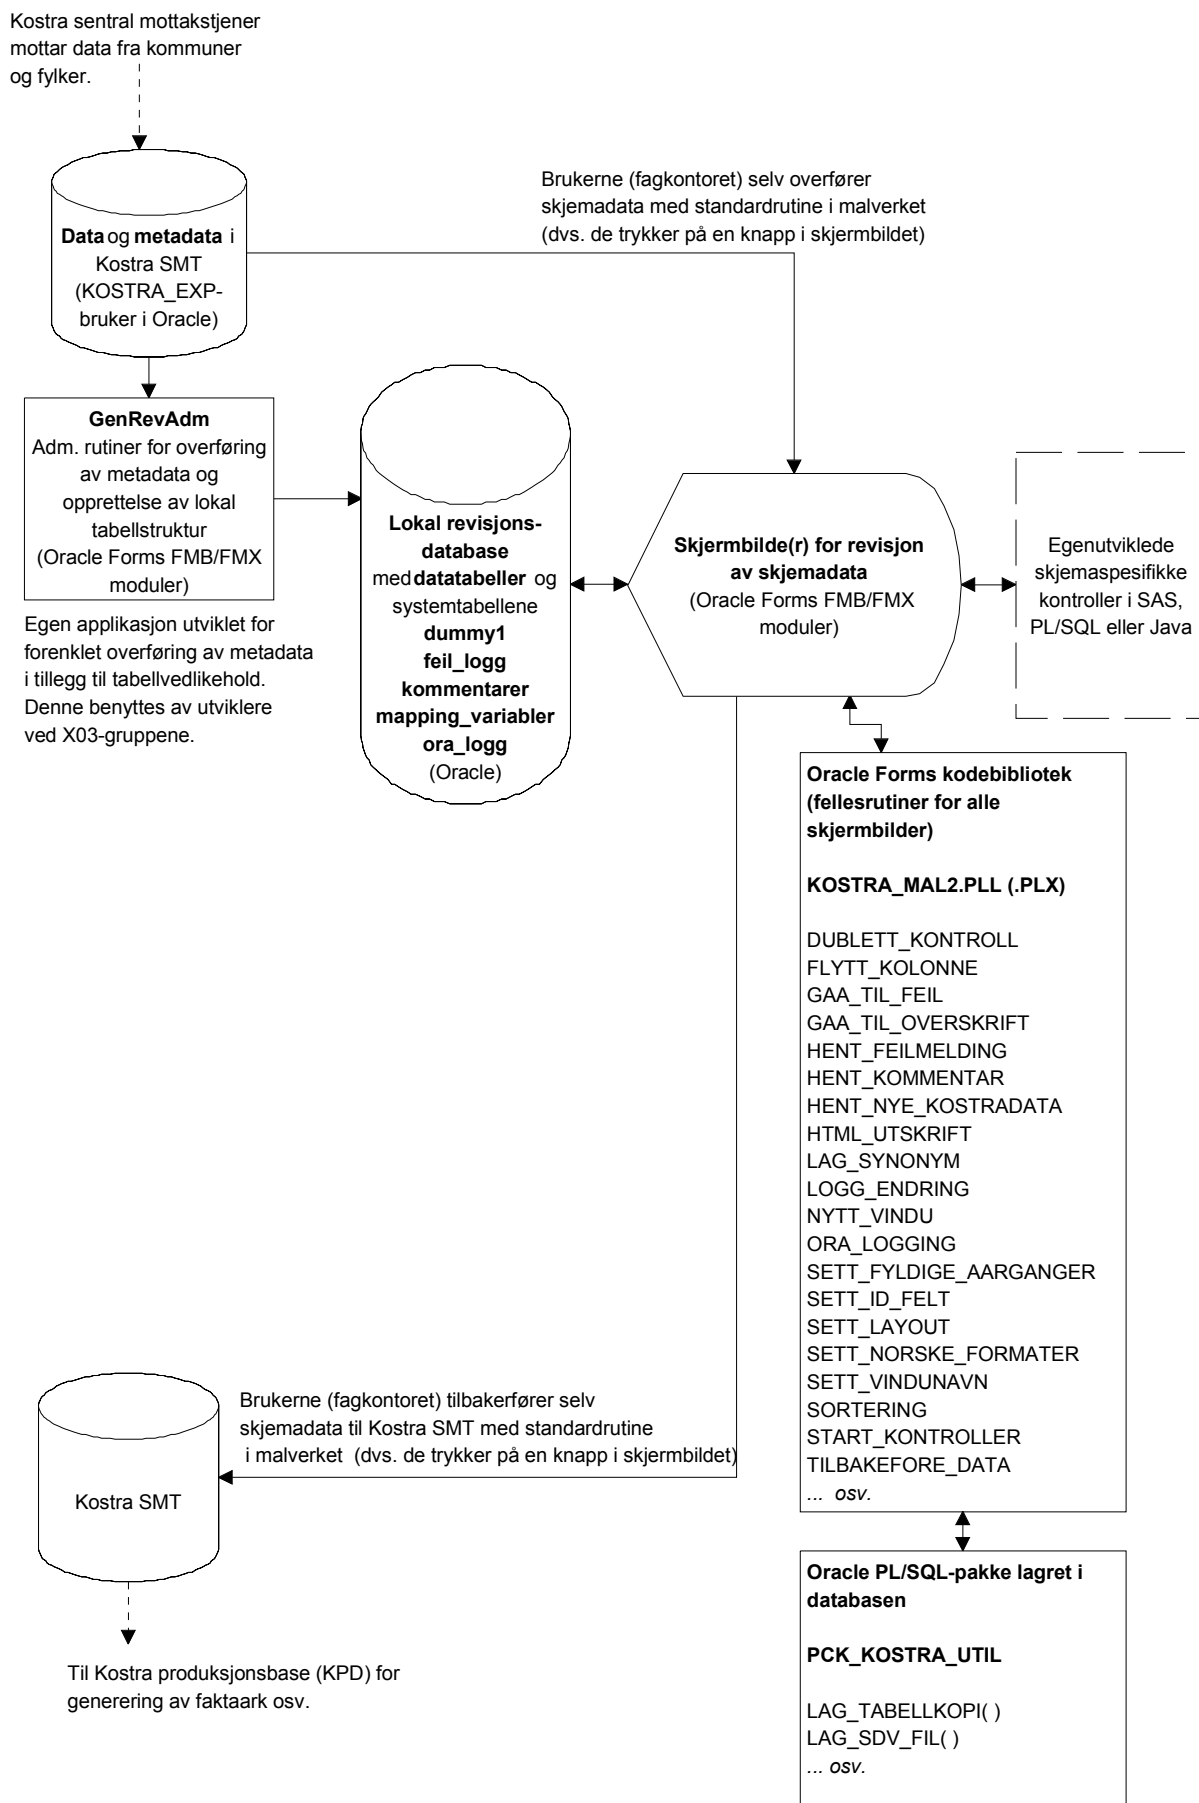 Kostra sentral mottakstjener
mottar data fra kommuner
og fylker.
Brukerne (fagkontoret) selv overfører
skjemadata med standardrutine i malverket
(dvs. de trykker på en knapp i skjermbildet)
Data og metadata i
Kostra SMT
(KOSTRA_EXP-
bruker i Oracle)
GenRevAdm
Adm. rutiner for overføring
av metadata og
opprettelse av lokal
tabellstruktur
(Oracle Forms FMB/FMX
moduler)
Egen applikasjon utviklet for
forenklet overføring av metadata
i tillegg til tabellvedlikehold.
Denne benyttes av utviklere
ved X03-gruppene.
Lokal revisjons-
database
med datatabeller og
systemtabellene
dummy1
feil_logg
kommentarer
mapping_variabler
ora_logg
(Oracle)
Skjermbilde(r) for revisjon
av skjemadata
(Oracle Forms FMB/FMX
moduler)
Egenutviklede
skjemaspesifikke
kontroller i SAS,
PL/SQL eller Java
Oracle Forms kodebibliotek
(fellesrutiner for alle
skjermbilder)
KOSTRA_MAL2.PLL (.PLX)
DUBLETT_KONTROLL
FLYTT_KOLONNE
GAA_TIL_FEIL
GAA_TIL_OVERSKRIFT
HENT_FEILMELDING
HENT_KOMMENTAR
HENT_NYE_KOSTRADATA
HTML_UTSKRIFT
LAG_SYNONYM
LOGG_ENDRING
NYTT_VINDU
ORA_LOGGING
SETT_FYLDIGE_AARGANGER
SETT_ID_FELT
SETT_LAYOUT
SETT_NORSKE_FORMATER
SETT_VINDUNAVN
SORTERING
START_KONTROLLER
TILBAKEFORE_DATA
... osv.
Brukerne (fagkontoret) tilbakerfører selv
skjemadata til Kostra SMT med standardrutine
i malverket (dvs. de trykker på en knapp i skjermbildet)
Kostra SMT
Til Kostra produksjonsbase (KPD) for
generering av faktaark osv.
Oracle PL/SQL-pakke lagret i
databasen
PCK_KOSTRA_UTIL
LAG_TABELLKOPI( )
LAG_SDV_FIL( )
... osv.